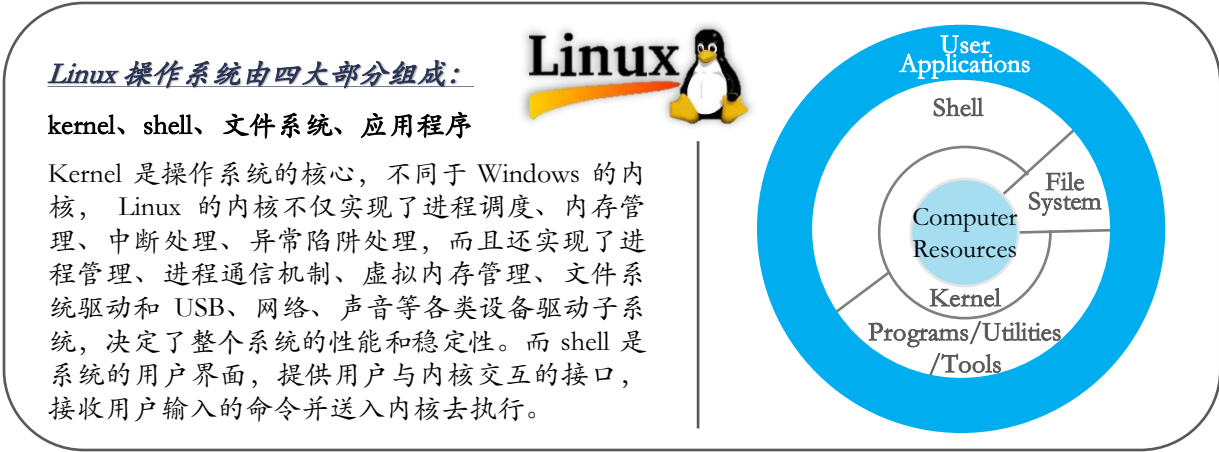 Linux 操作系统由四大部分组成：
kernel、shell、文件系统、应用程序
Kernel 是操作系统的核心，不同于 Windows 的内
核， Linux 的内核不仅实现了进程调度、内存管
理、中断处理、异常陷阱处理，而且还实现了进
程管理、进程通信机制、虚拟内存管理、文件系
统驱动和 USB、网络、声音等各类设备驱动子系
统，决定了整个系统的性能和稳定性。而 shell 是
系统的用户界面，提供用户与内核交互的接口，
接收用户输入的命令并送入内核去执行。
Linux
User
Applications
Shell
File
System
Computer
Resources
Kernel
Programs/Utilities
/Tools